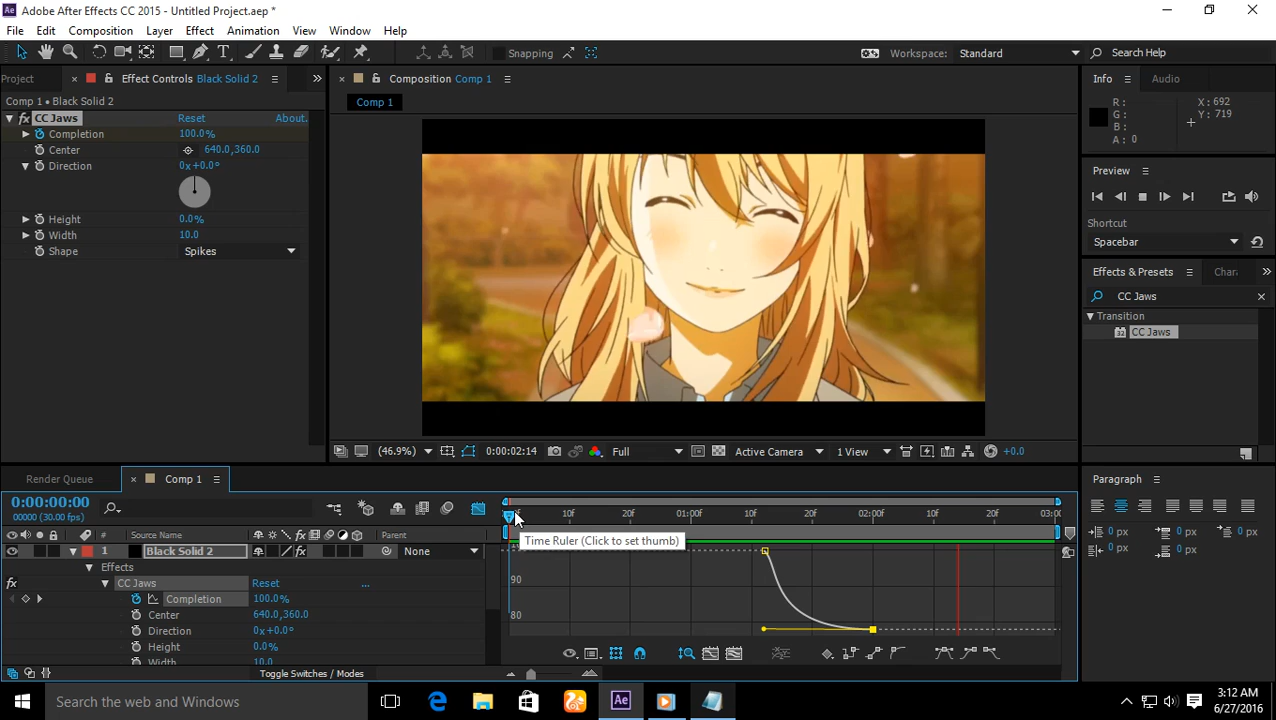 Adobe After Effects CC 2015 - Untitled Project.aep *
File Edit Composition Layer Effect Animation View Window Help
Snapping
Workspace: Standard
Search Help
Project
Effect Controls Black Solid 2
Comp 1 • Black Solid 2
fx CC Jaws Reset About.
Completion 100.0%
Center 640.0,360.0
Direction 0x+0.0°
Height 0.0%
Width 10.0
Shape Spikes
Composition Comp 1
Comp 1
(46.9%) 0:00:02:14 Full Active Camera 1 View +0.0
Info Audio
R: X: 692
G: Y: 719
B:
A: 0
Preview
Shortcut
Spacebar
Effects & Presets Chara
CC Jaws
Transition
CC Jaws
Render Queue Comp 1
0:00:00:00
00000 (30.00 fps)
# Source Name Parent
1 Black Solid 2 None
Effects
fx CC Jaws Reset ...
Completion 100.0%
Center 640.0,360.0
Direction 0x+0.0°
Height 0.0%
Width 10.0
Toggle Switches / Modes
10f 20f 01:00f 10f 20f 02:00f 10f 20f 03:0
Time Ruler (Click to set thumb)
90
80
Paragraph
0 px 0 px
0 px 0 px
Ae
Search the web and Windows
3:12 AM
6/27/2016